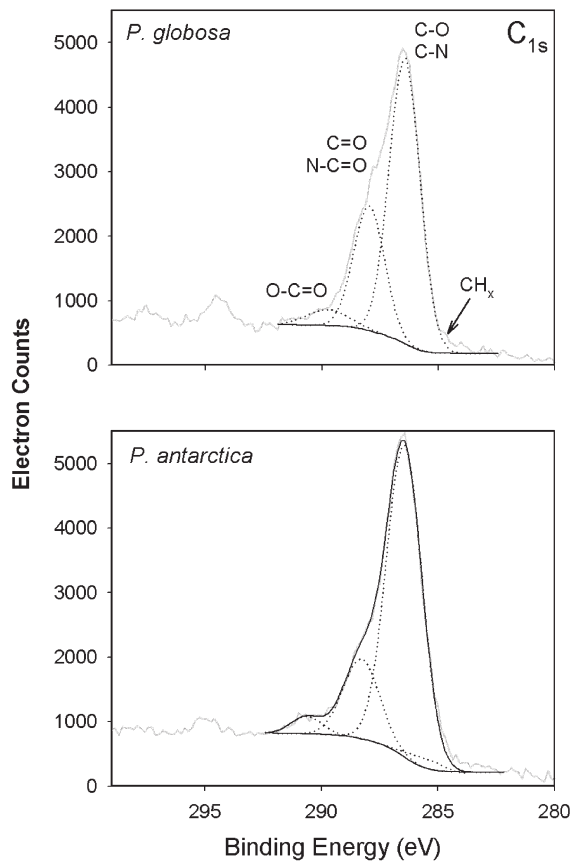 P. globosa
C-O
C-N
C1s
C=O
N-C=O
O-C=O
CHx
5000
4000
3000
2000
1000
0
Electron Counts
P. antarctica
5000
4000
3000
2000
1000
0
295 290 285 280
Binding Energy (eV)